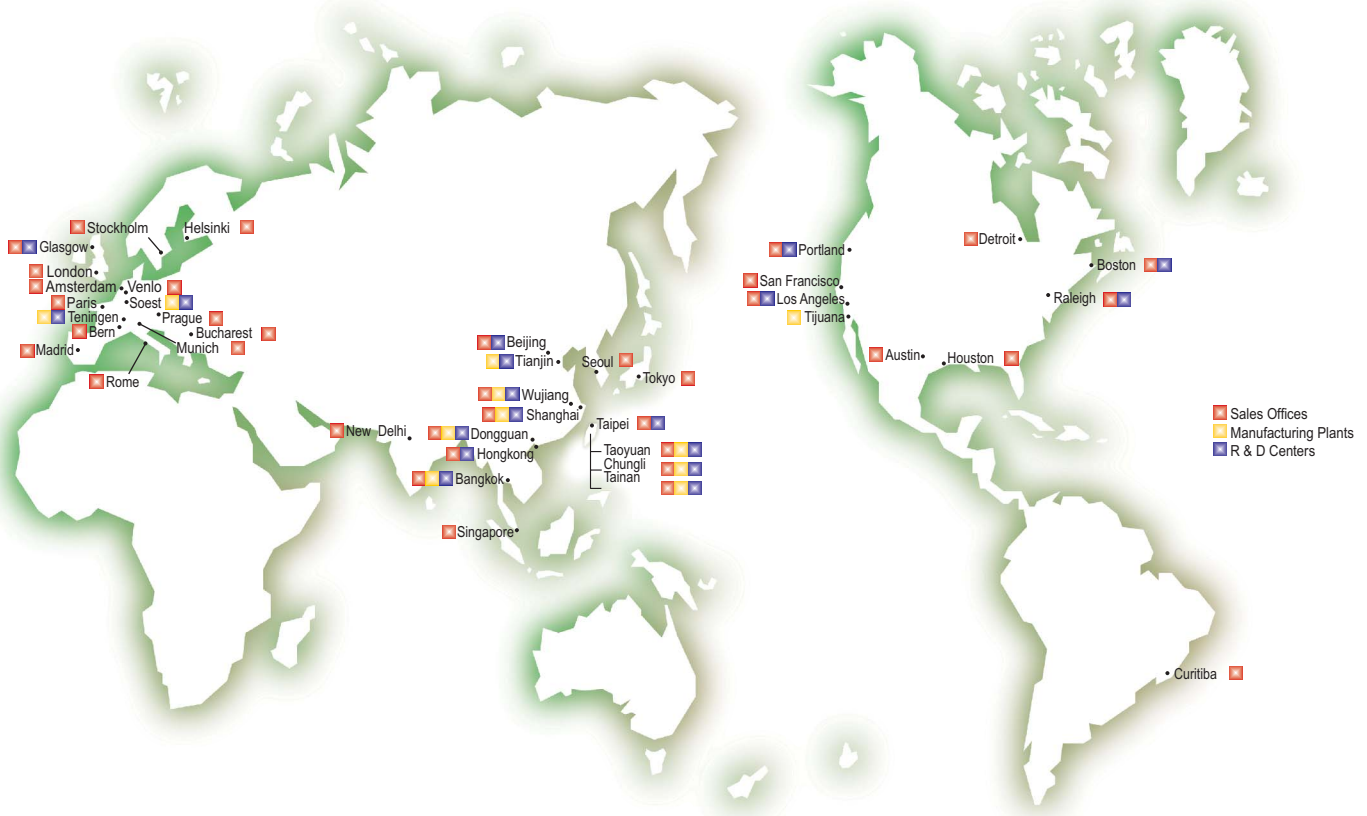 Stockholm
Helsinki
Glasgow
London
Amsterdam
Venlo
Paris
Soest
Teningen
Prague
Bern
Bucharest
Madrid
Munich
Rome
Beijing
Tianjin
Seoul
Tokyo
Wujiang
Shanghai
New Delhi
Dongguan
Taipei
Hongkong
Taoyuan
Chungli
Tainan
Bangkok
Singapore
Portland
Detroit
Boston
San Francisco
Los Angeles
Raleigh
Tijuana
Austin
Houston
Curitiba
Sales Offices
Manufacturing Plants
R & D Centers